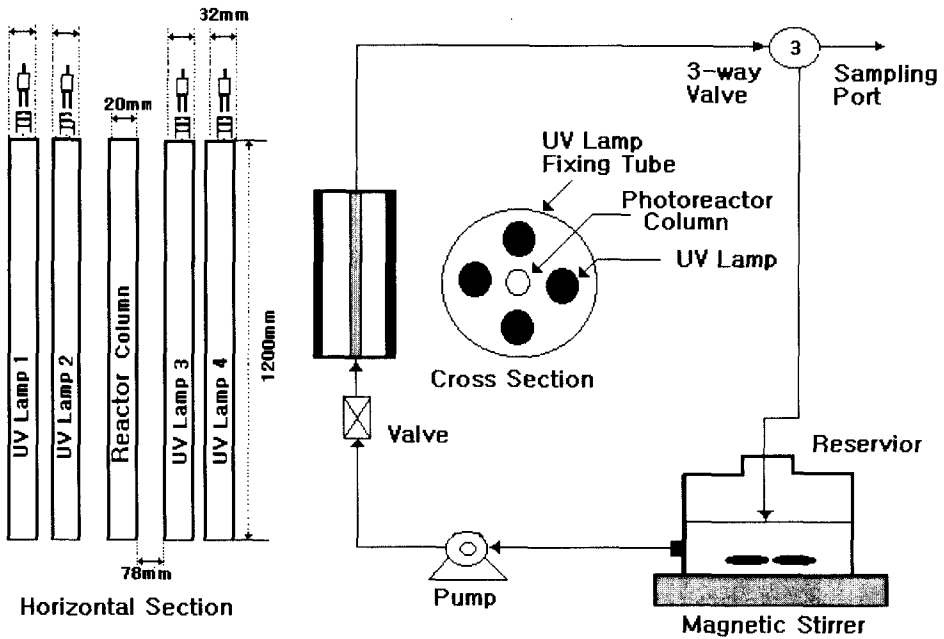 32mm
20mm
UV Lamp 1
UV Lamp 2
Reactor Column
UV Lamp 3
UV Lamp 4
1200mm
78mm
Horizontal Section
3
3-way
Valve
Sampling
Port
UV Lamp
Fixing Tube
Photoreactor
Column
UV Lamp
Cross Section
Valve
Pump
Reservior
Magnetic Stirrer